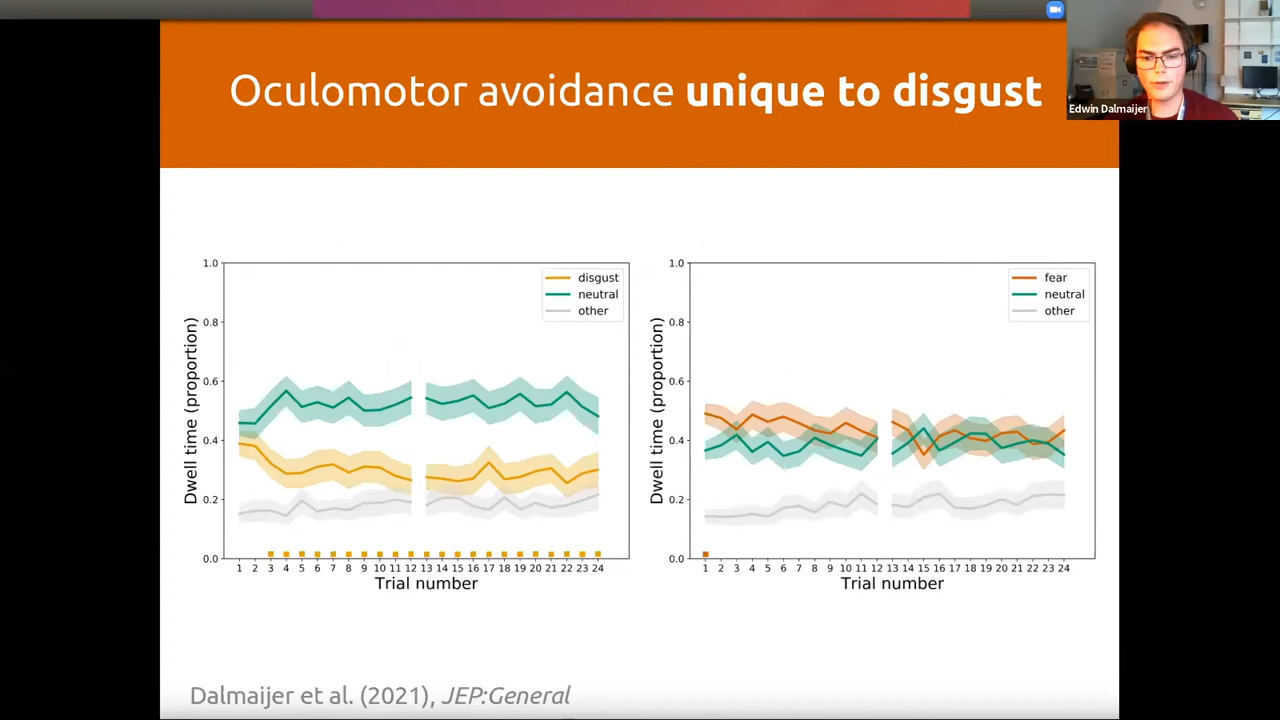 Oculomotor avoidance unique to disgust
Edwin Dalmaijer
1.0
0.8
0.6
0.4
0.2
0.0
Dwell time (proportion)
disgust
neutral
other
1 2 3 4 5 6 7 8 9 10 11 12 13 14 15 16 17 18 19 20 21 22 23 24
Trial number
1.0
0.8
0.6
0.4
0.2
0.0
Dwell time (proportion)
fear
neutral
other
1 2 3 4 5 6 7 8 9 10 11 12 13 14 15 16 17 18 19 20 21 22 23 24
Trial number
Dalmaijer et al. (2021), JEP:General